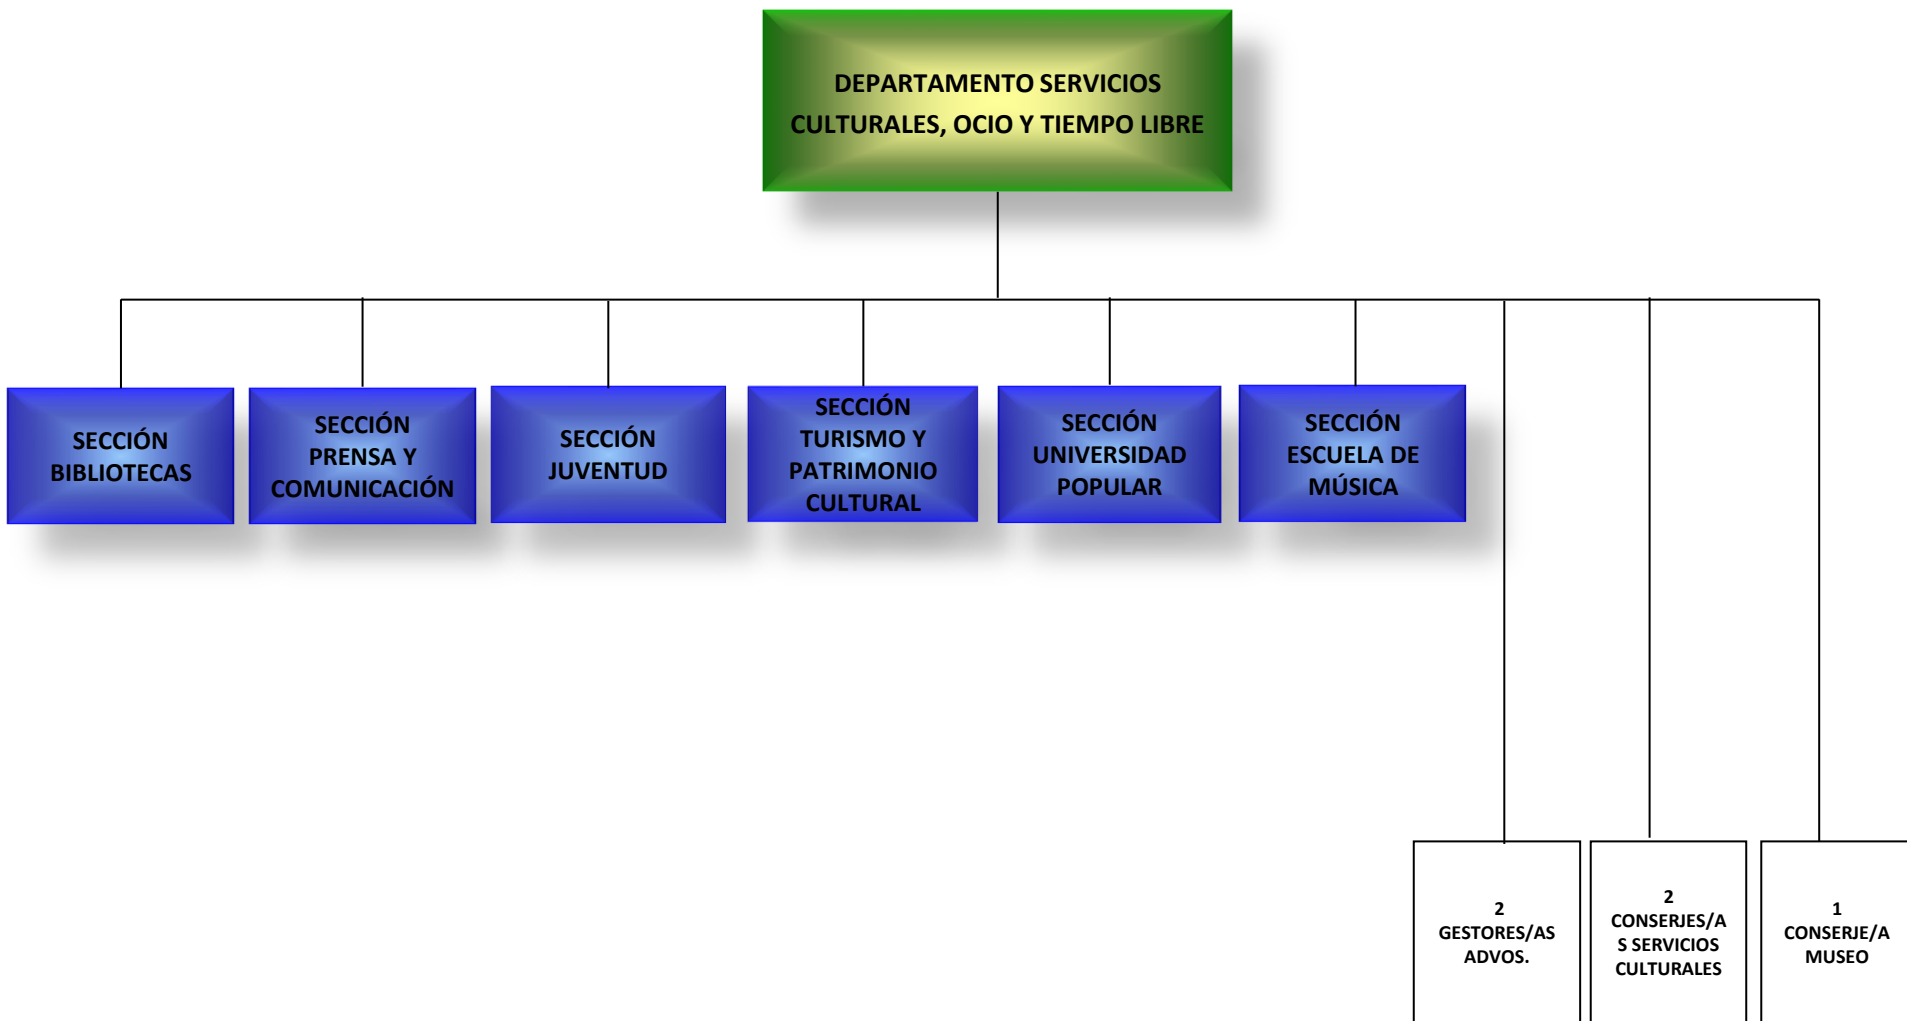 DEPARTAMENTO SERVICIOS
CULTURALES, OCIO Y TIEMPO LIBRE
SECCIÓN
BIBLIOTECAS
SECCIÓN
PRENSA Y
COMUNICACIÓN
SECCIÓN
JUVENTUD
SECCIÓN
TURISMO Y
PATRIMONIO
CULTURAL
SECCIÓN
UNIVERSIDAD
POPULAR
SECCIÓN
ESCUELA DE
MÚSICA
2
GESTORES/AS
ADVOS.
2
CONSERJES/A
S SERVICIOS
CULTURALES
1
CONSERJE/A
MUSEO